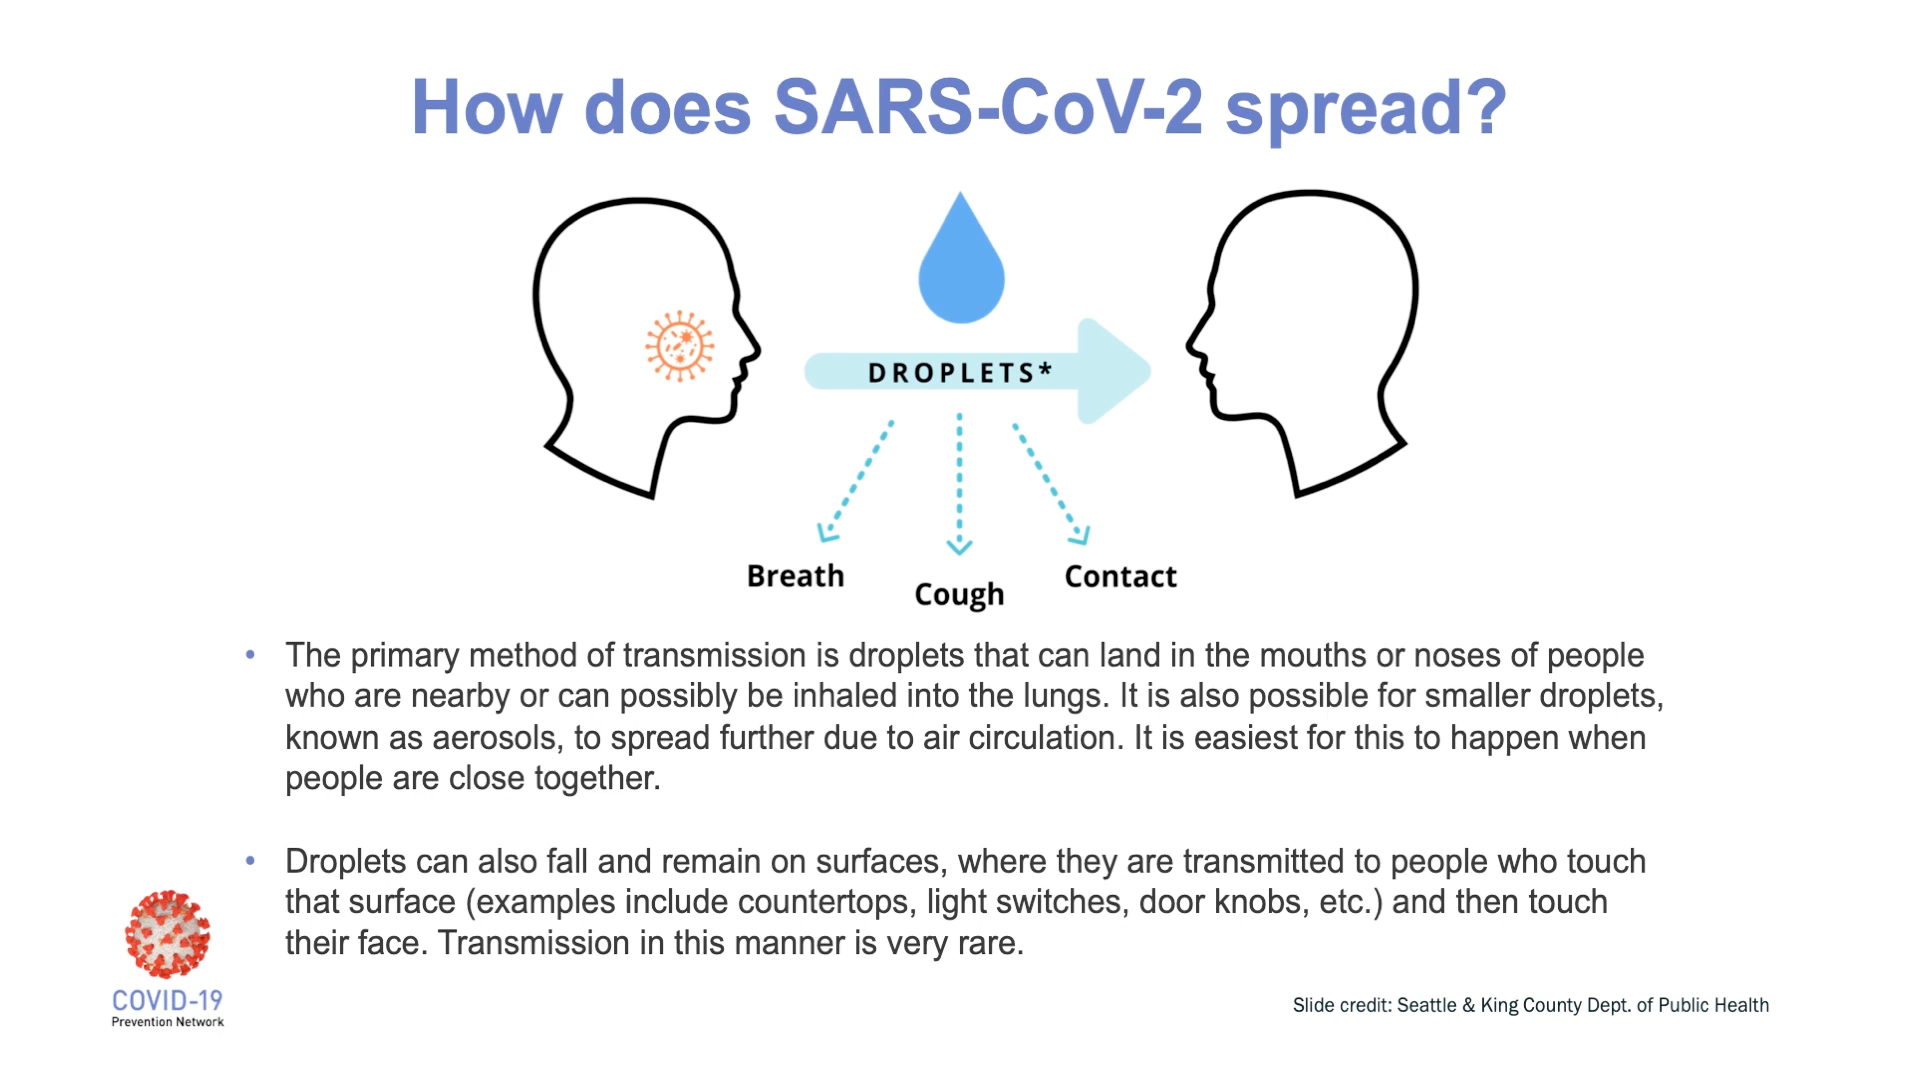 How does SARS-CoV-2 spread?
DROPLETS*
Breath
Cough
Contact
• The primary method of transmission is droplets that can land in the mouths or noses of people
who are nearby or can possibly be inhaled into the lungs. It is also possible for smaller droplets,
known as aerosols, to spread further due to air circulation. It is easiest for this to happen when
people are close together.
• Droplets can also fall and remain on surfaces, where they are transmitted to people who touch
that surface (examples include countertops, light switches, door knobs, etc.) and then touch
their face. Transmission in this manner is very rare.
COVID-19
Prevention Network
Slide credit: Seattle & King County Dept. of Public Health